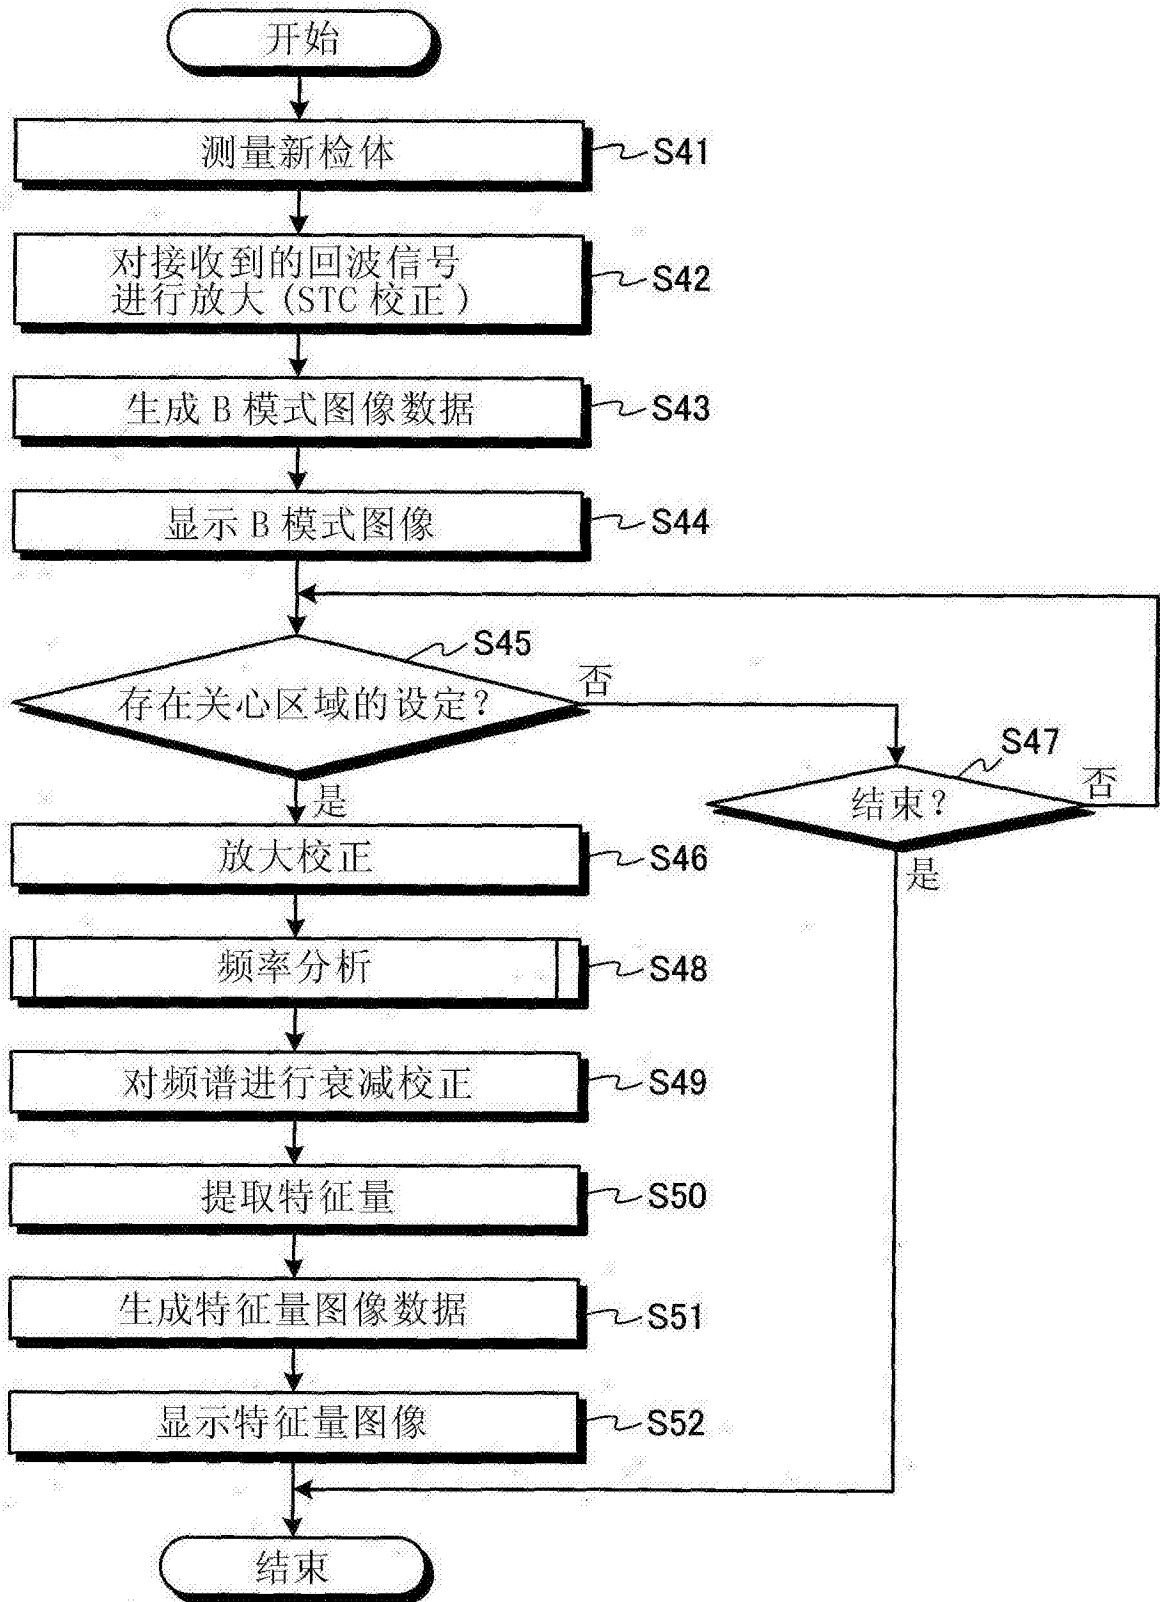 开始
测量新检体
S41
对接收到的回波信号
进行放大(STC 校正)
S42
生成 B 模式图像数据
S43
显示 B 模式图像
S44
存在关心区域的设定?
S45
否
是
结束?
S47
否
是
放大校正
S46
频率分析
S48
对频谱进行衰减校正
S49
提取特征量
S50
生成特征量图像数据
S51
显示特征量图像
S52
结束